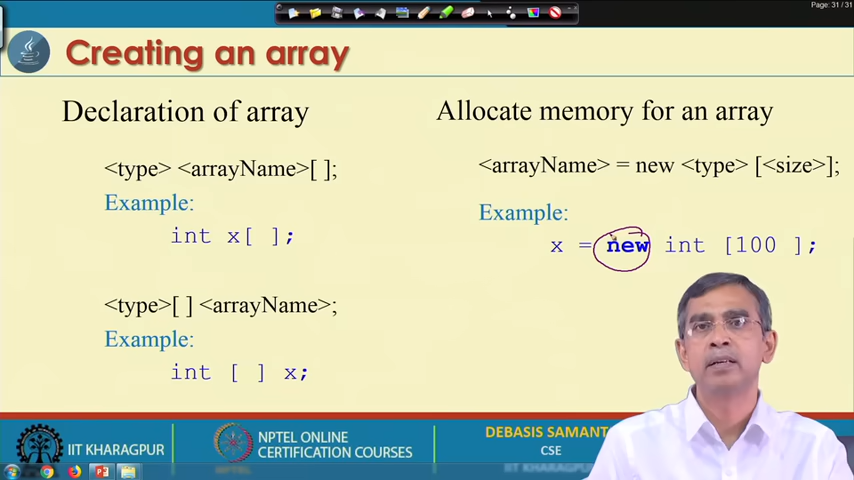 Page: 31 / 31
Creating an array
Declaration of array
<type> <arrayName>[ ];
Example:
int x[ ];
<type>[ ] <arrayName>;
Example:
int [ ] x;
Allocate memory for an array
<arrayName> = new <type> [<size>];
Example:
x = new int [100 ];
IIT KHARAGPUR
NPTEL ONLINE
CERTIFICATION COURSES
DEBASIS SAMANT
CSE
IIT KHARAGPUR